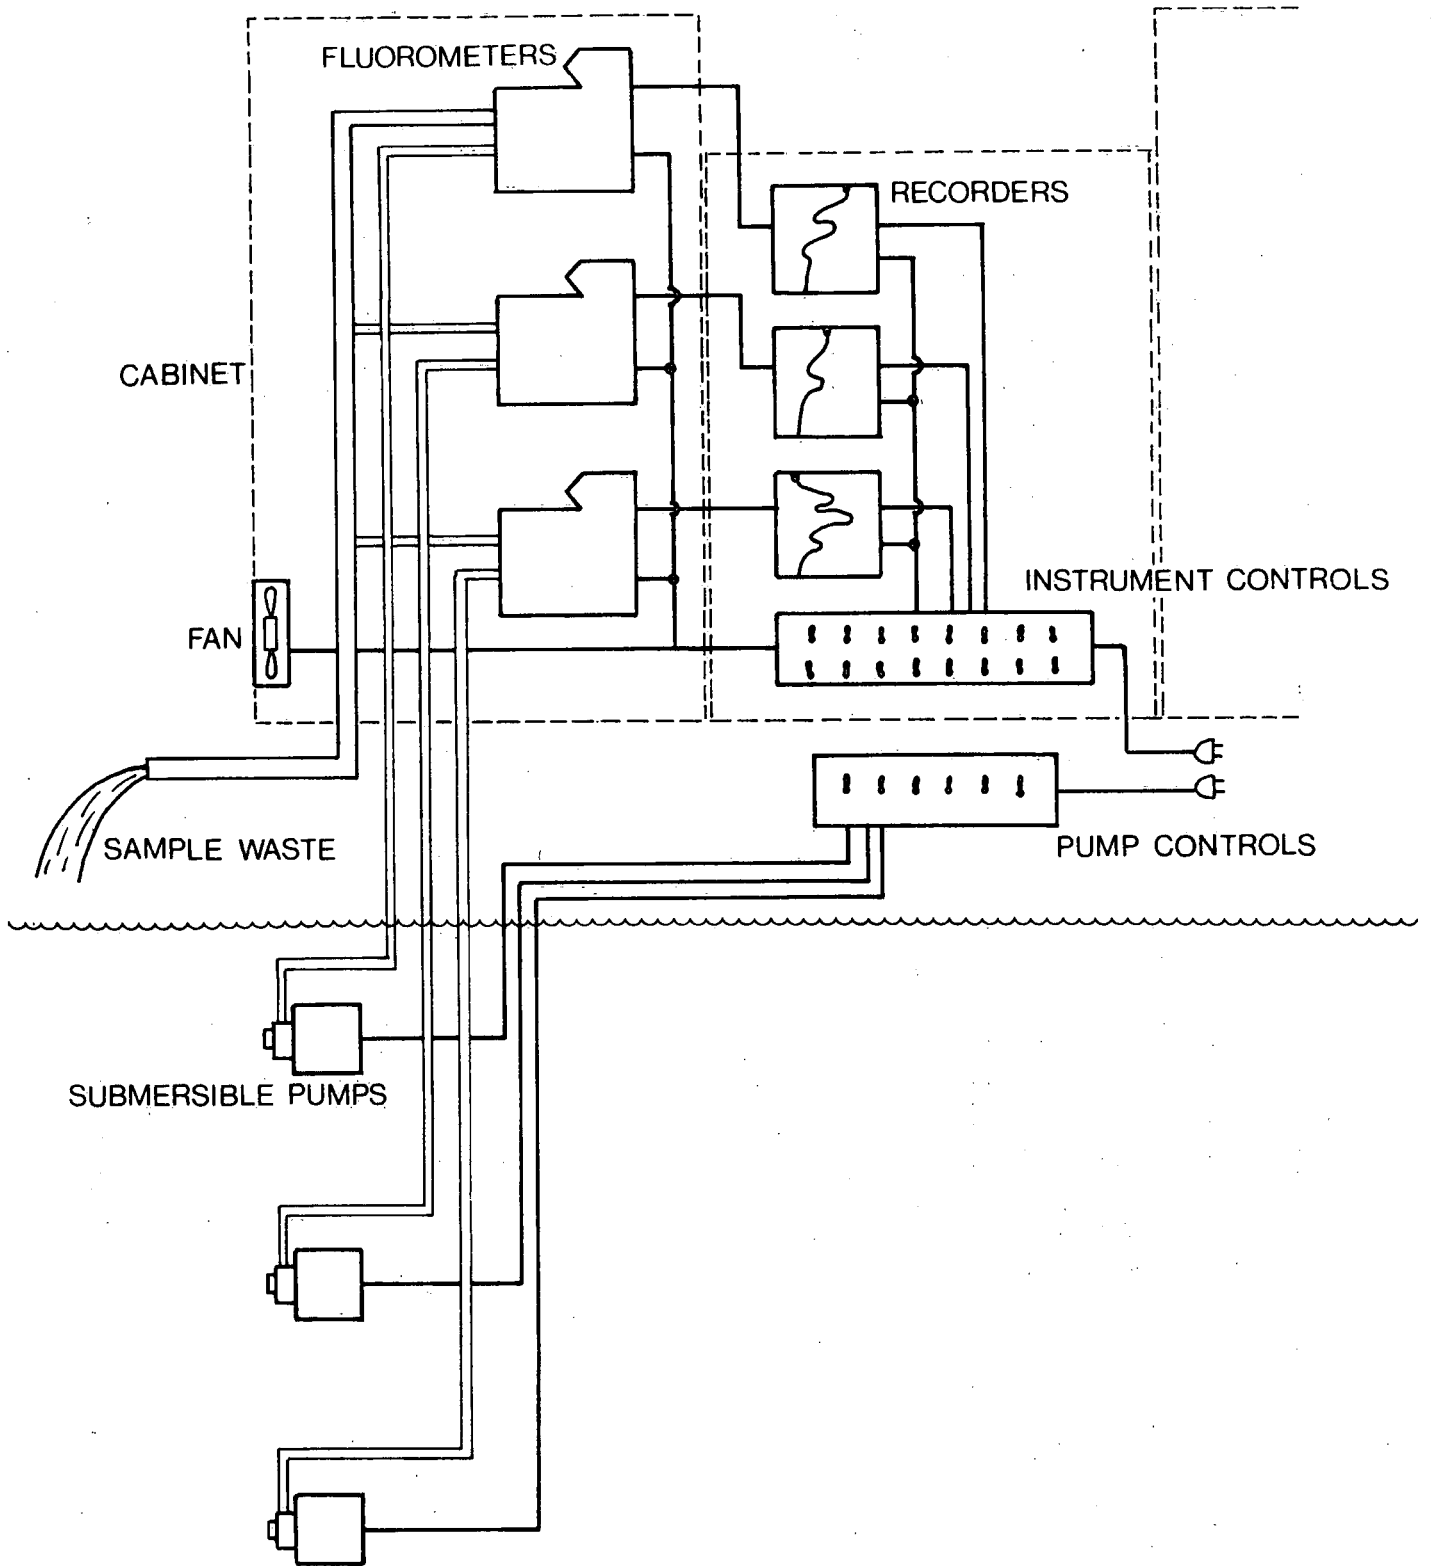 FLUOROMETERS
RECORDERS
CABINET
INSTRUMENT CONTROLS
FAN
SAMPLE WASTE
PUMP CONTROLS
SUBMERSIBLE PUMPS